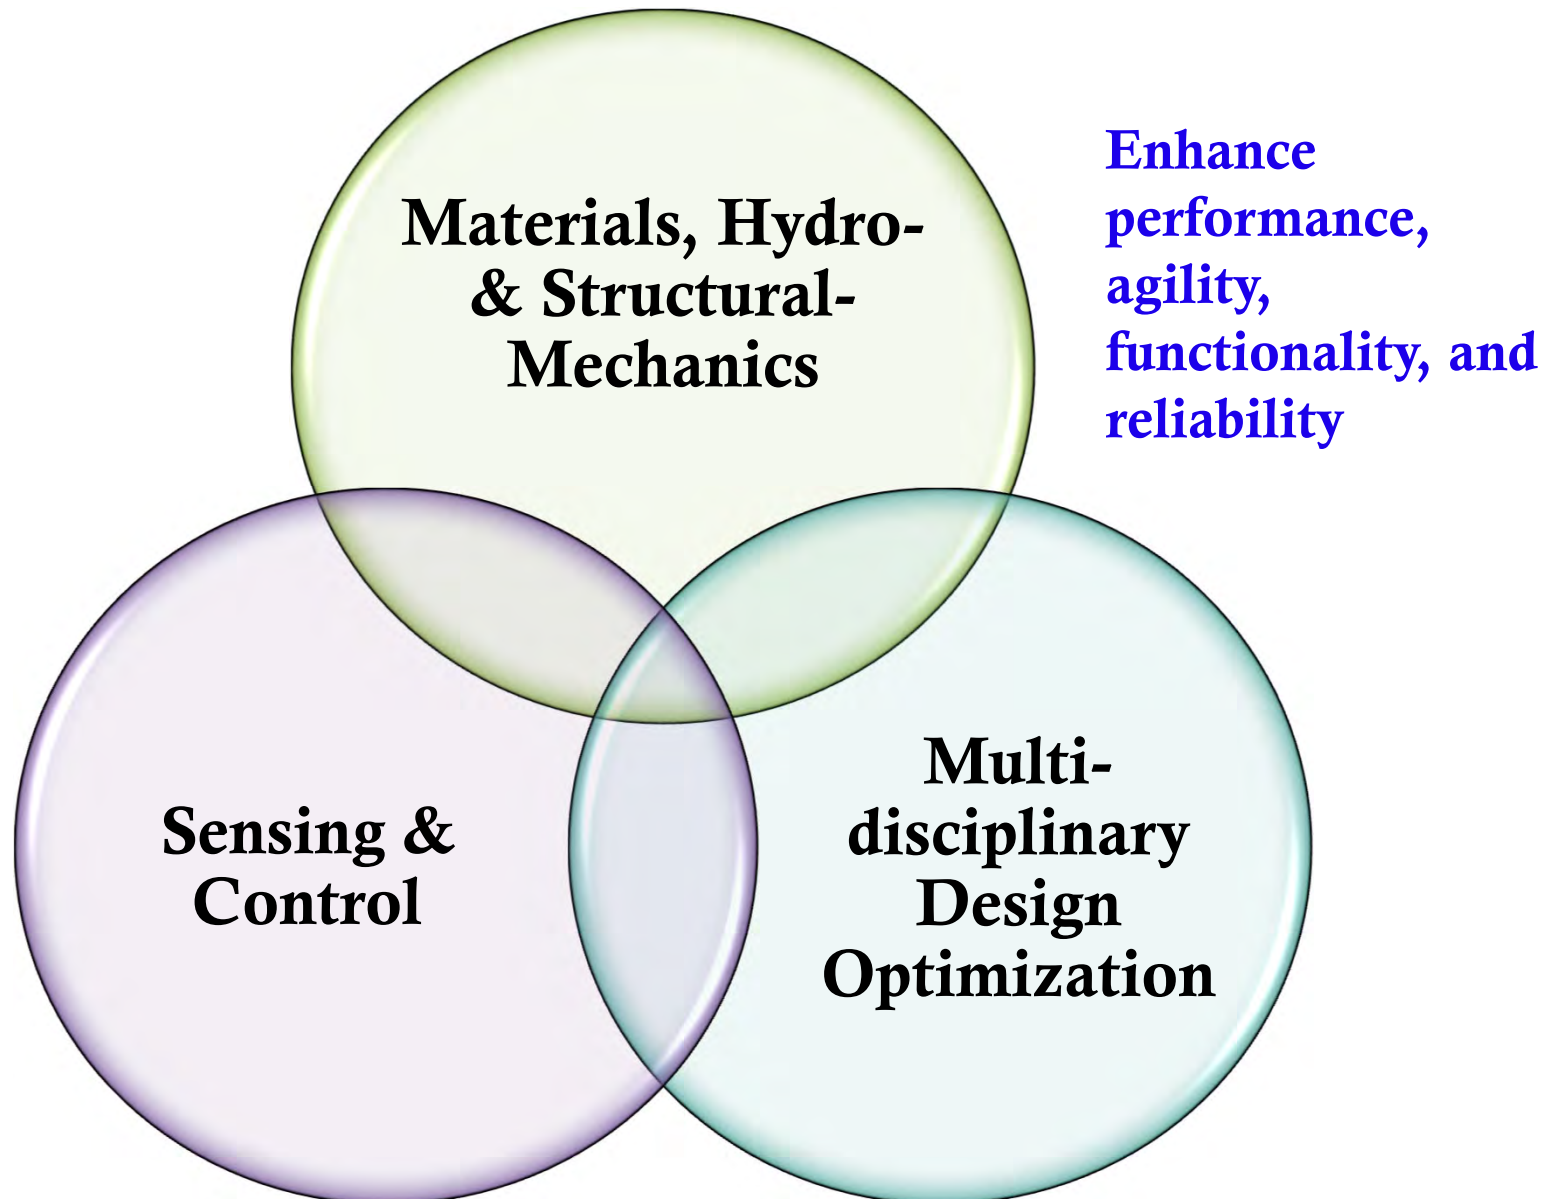 Materials, Hydro-
& Structural-
Mechanics
Enhance
performance,
agility,
functionality, and
reliability
Sensing &
Control
Multi-
disciplinary
Design
Optimization